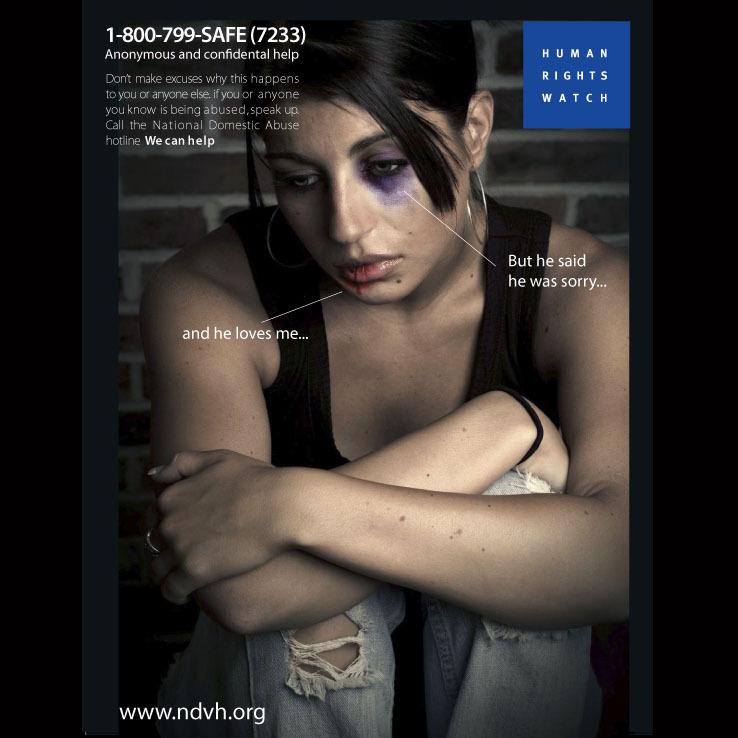 1-800-799-SAFE (7233)
Anonymous and confidental help
Don't make excuses why this happens
to you or anyone else. if you or anyone
you know is being abused, speak up.
Call the National Domestic Abuse
hotline. We can help
HUMAN
RIGHTS
WATCH
But he said
he was sorry...
and he loves me...
www.ndvh.org